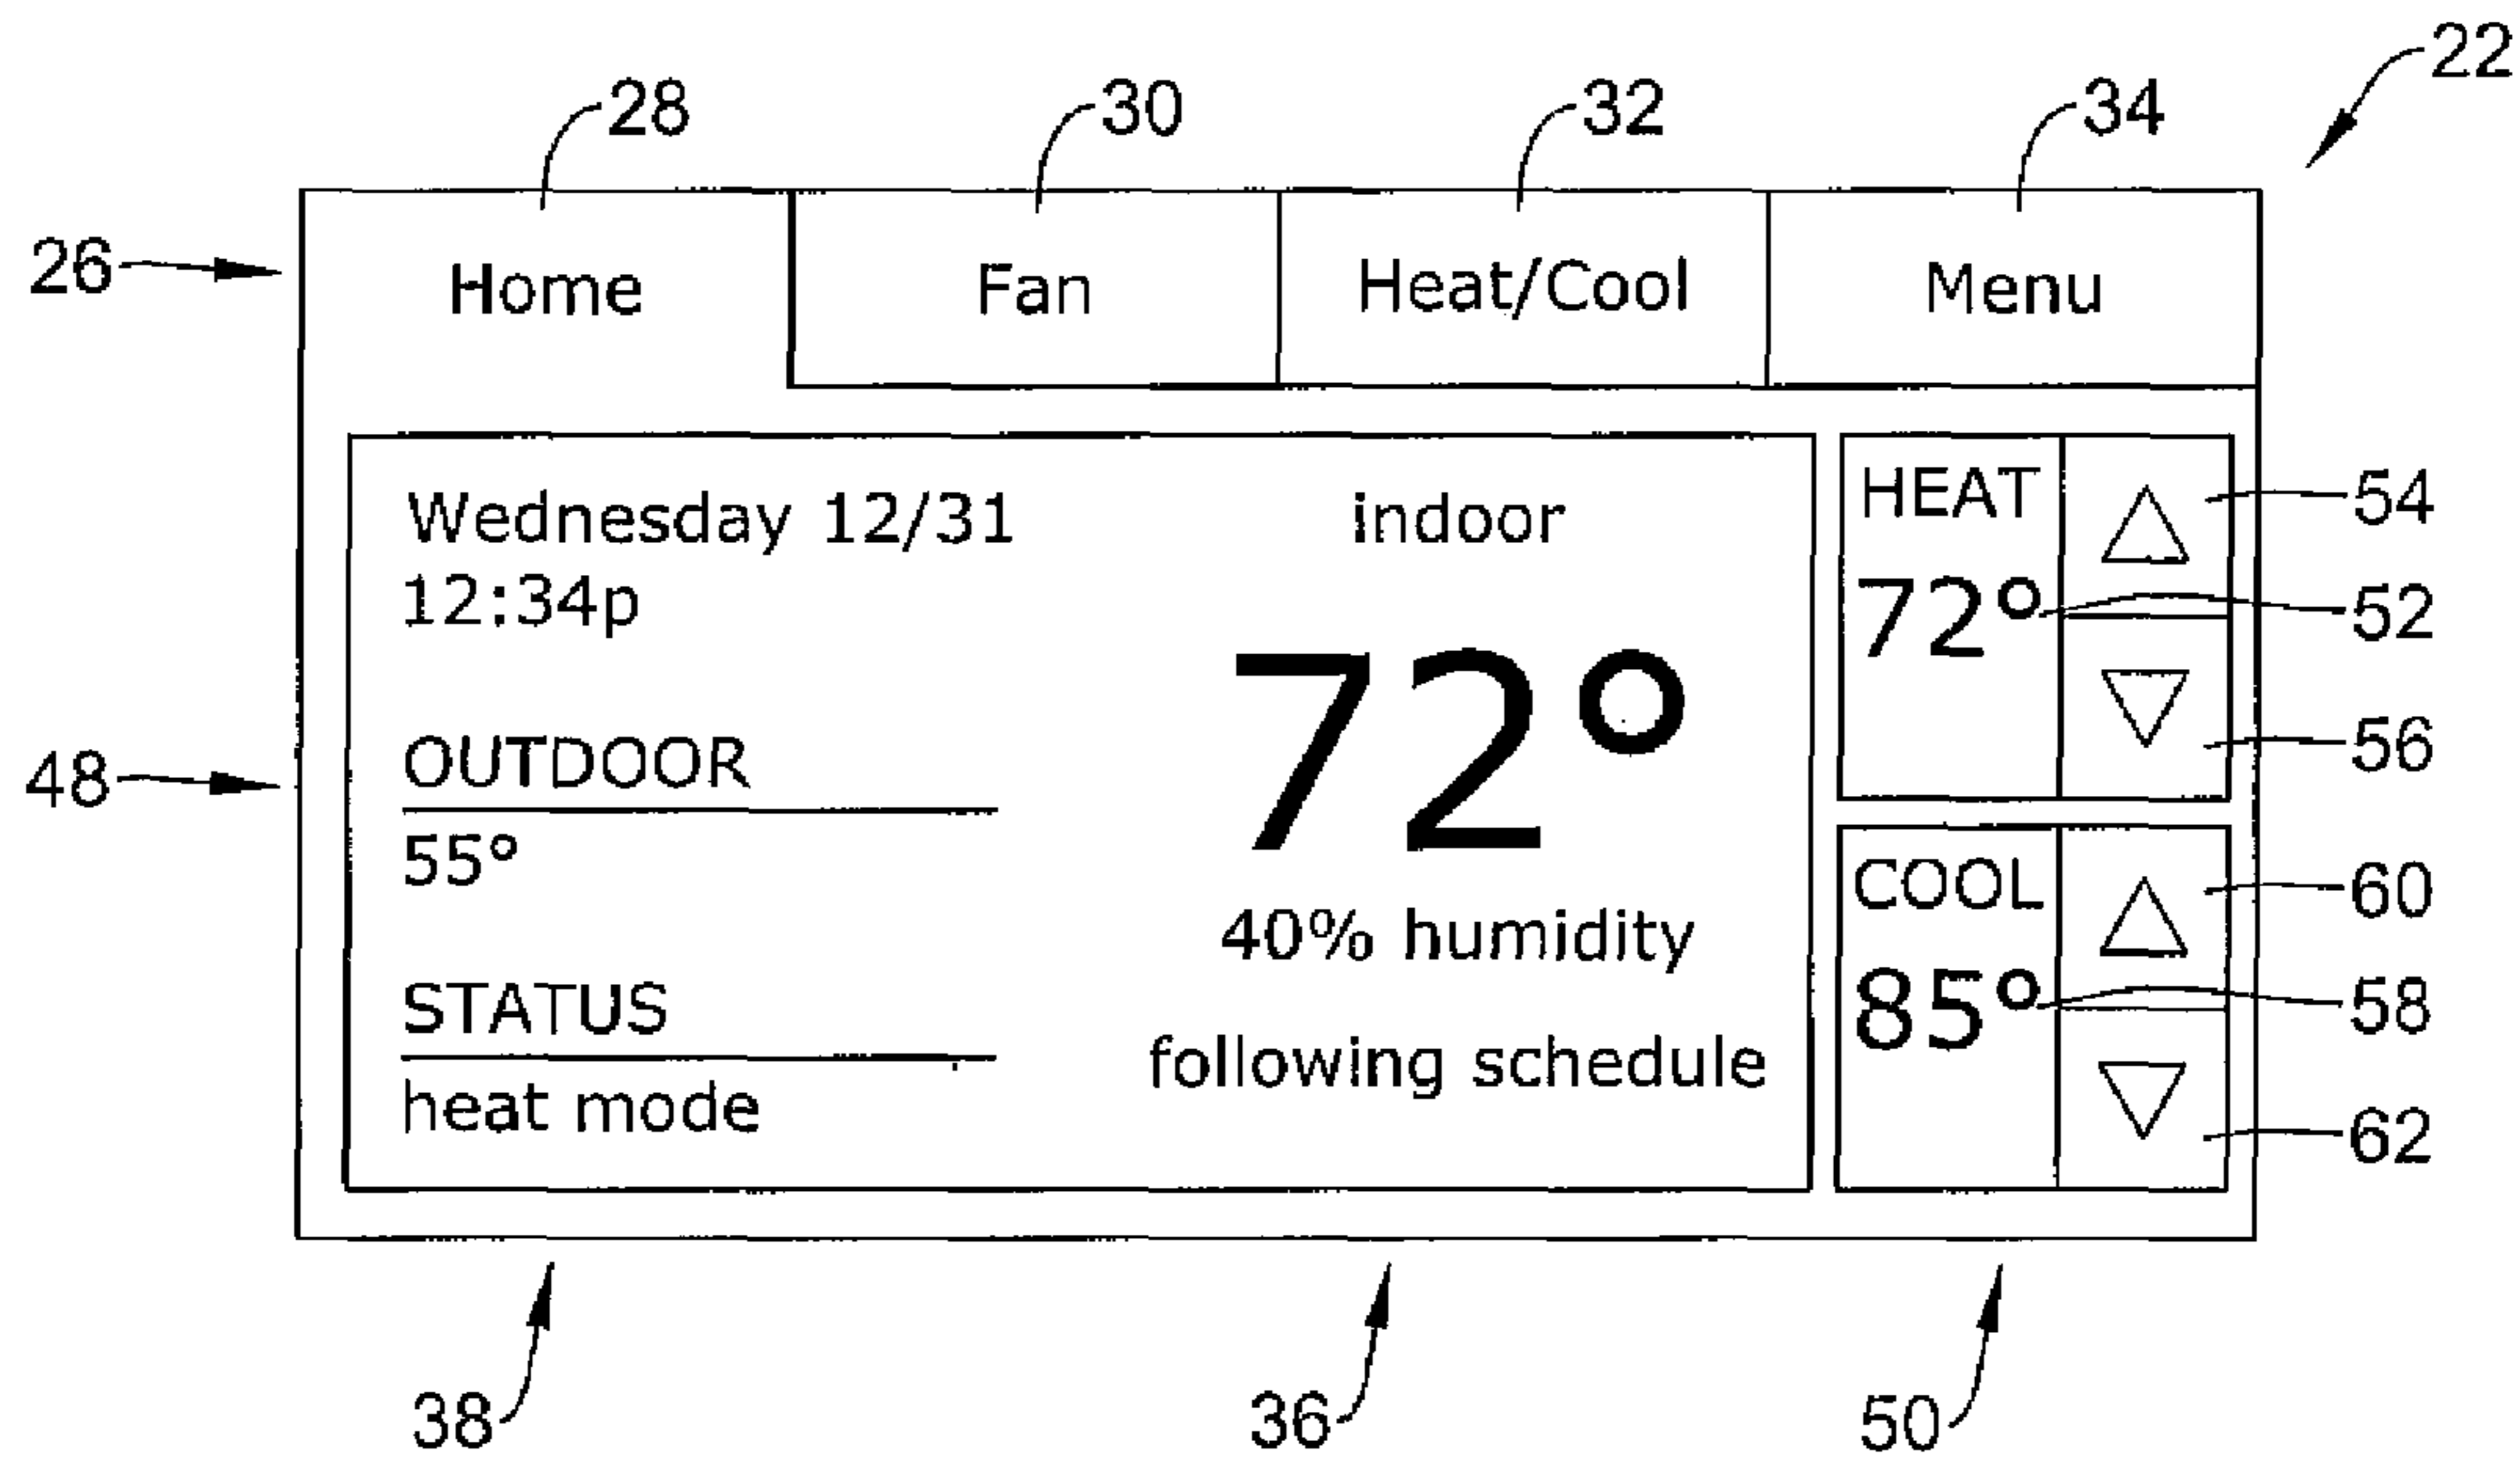 22
28 30 32 34
26
Home Fan Heat/Cool Menu
Wednesday 12/31
12:34p
OUTDOOR
55°
STATUS
heat mode
indoor
72°
40% humidity
following schedule
HEAT
72°
COOL
85°
54
52
56
60
58
62
48
38 36 50